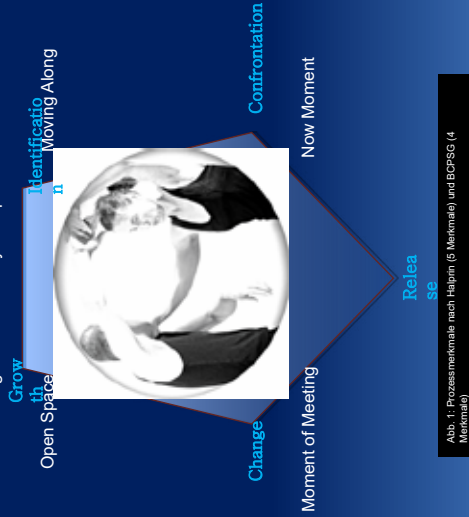 Grow
th
Identificatio
n
Open Space
Moving Along
Change
Confrontation
Moment of Meeting
Now Moment
Relea
se
Abb. 1: Prozessmerkmale nach Halprin (5 Merkmale) und BCPSG (4
Merkmale)